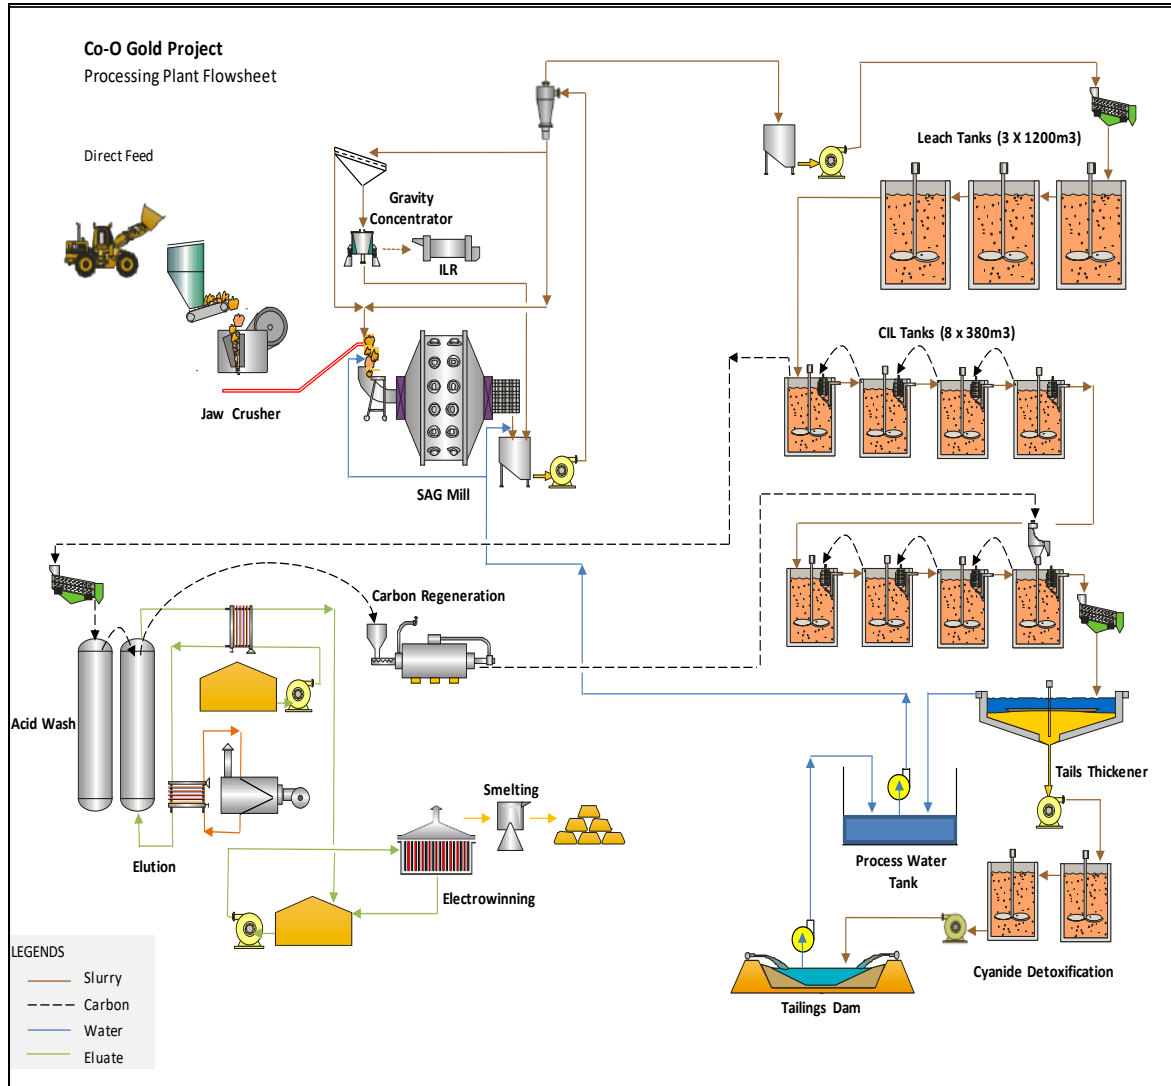 Co-O Gold Project
Processing Plant Flowsheet
Direct Feed
Leach Tanks (3 X 1200m3)
Gravity
Concentrator
ILR
CIL Tanks (8 x 380m3)
Jaw Crusher
SAG Mill
Carbon Regeneration
Acid Wash
Tails Thickener
Smelting
Process Water
Tank
Elution
Electrowinning
Cyanide Detoxification
Tailings Dam
LEGENDS
Slurry
Carbon
Water
Eluate